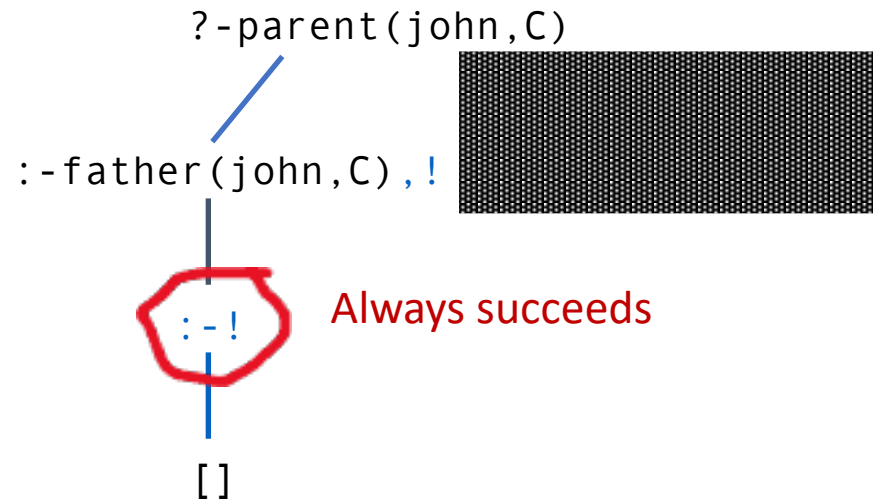 ?-parent(john,C)
:-father(john,C),!
:-!
Always succeeds
[]